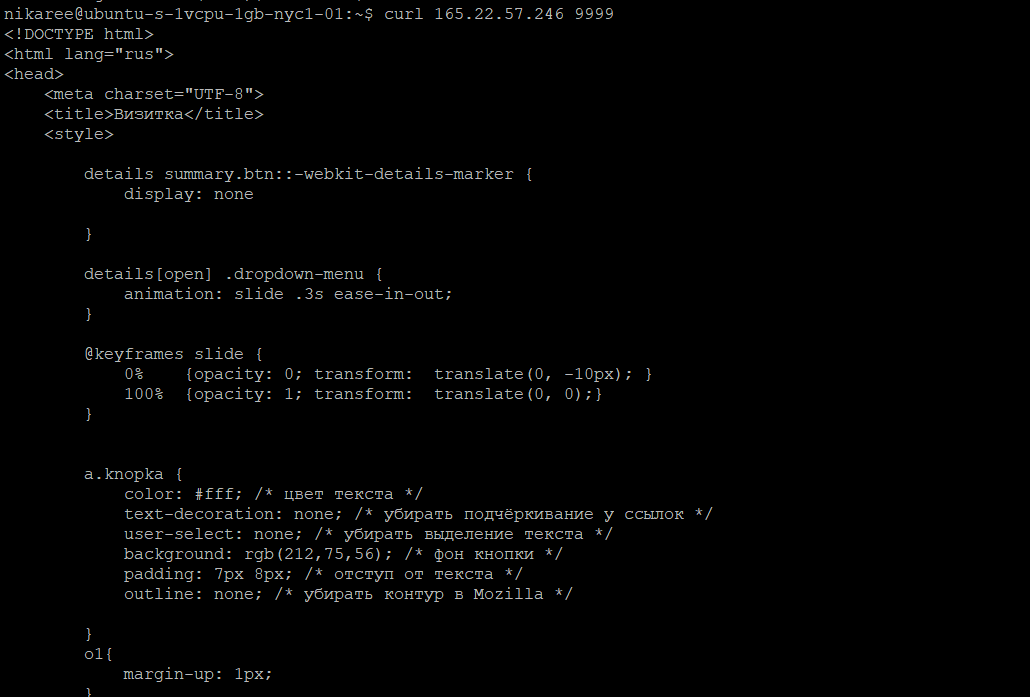 nikaree@ubuntu-s-1vcpu-1gb-nyc1-01:~$ curl 165.22.57.246 9999
<!DOCTYPE html>
<html lang="rus">
<head>
    <meta charset="UTF-8">
    <title>Визитка</title>
    <style>

        details summary.btn::-webkit-details-marker {
            display: none

        }

        details[open] .dropdown-menu {
            animation: slide .3s ease-in-out;
        }

        @keyframes slide {
            0%    {opacity: 0; transform:  translate(0, -10px); }
            100%  {opacity: 1; transform:  translate(0, 0);}
        }


        a.knopka {
            color: #fff; /* цвет текста */
            text-decoration: none; /* убирать подчёркивание у ссылок */
            user-select: none; /* убирать выделение текста */
            background: rgb(212,75,56); /* фон кнопки */
            padding: 7px 8px; /* отступ от текста */
            outline: none; /* убирать контур в Mozilla */

        }
        ol{
            margin-up: 1px;
        }